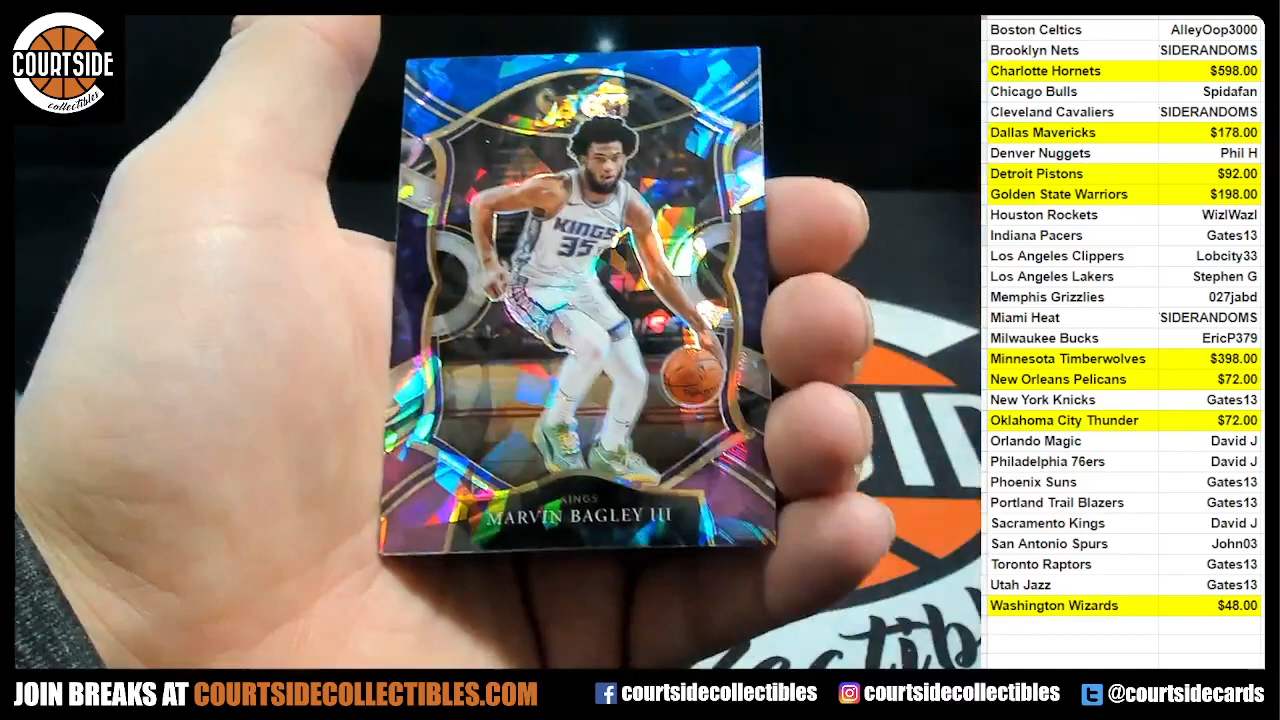 COURTSIDE
collectibles
KINGS
35
KINGS
MARVIN BAGLEY III
Boston Celtics AlleyOop3000
Brooklyn Nets SIDERANDOMS
Charlotte Hornets $598.00
Chicago Bulls Spidafan
Cleveland Cavaliers SIDERANDOMS
Dallas Mavericks $178.00
Denver Nuggets Phil H
Detroit Pistons $92.00
Golden State Warriors $198.00
Houston Rockets WizlWazl
Indiana Pacers Gates13
Los Angeles Clippers Lobcity33
Los Angeles Lakers Stephen G
Memphis Grizzlies 027jabd
Miami Heat SIDERANDOMS
Milwaukee Bucks EricP379
Minnesota Timberwolves $398.00
New Orleans Pelicans $72.00
New York Knicks Gates13
Oklahoma City Thunder $72.00
Orlando Magic David J
Philadelphia 76ers David J
Phoenix Suns Gates13
Portland Trail Blazers Gates13
Sacramento Kings David J
San Antonio Spurs John03
Toronto Raptors Gates13
Utah Jazz Gates13
Washington Wizards $48.00
JOIN BREAKS AT COURTSIDECOLLECTIBLES.COM
courtsidecollectibles
courtsidecollectibles
@courtsidecards